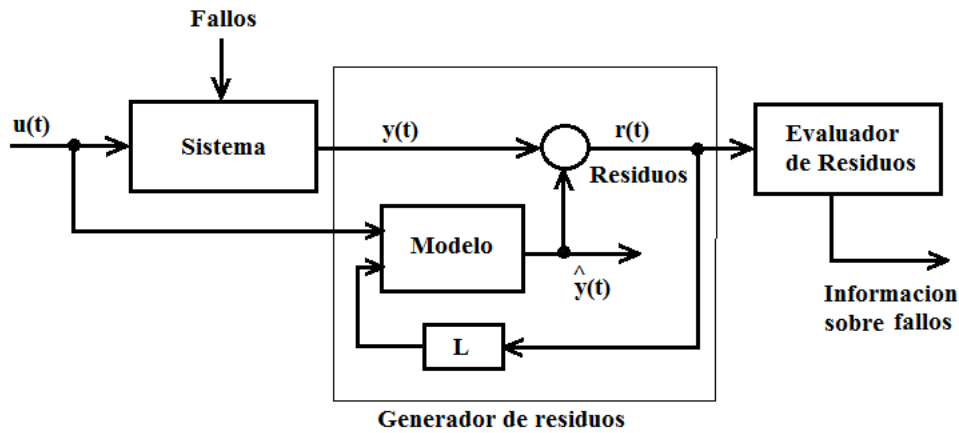 Fallos
u(t)
Sistema
y(t)
r(t)
Residuos
Evaluador
de Residuos
Modelo
ŷ(t)
L
Informacion
sobre fallos
Generador de residuos